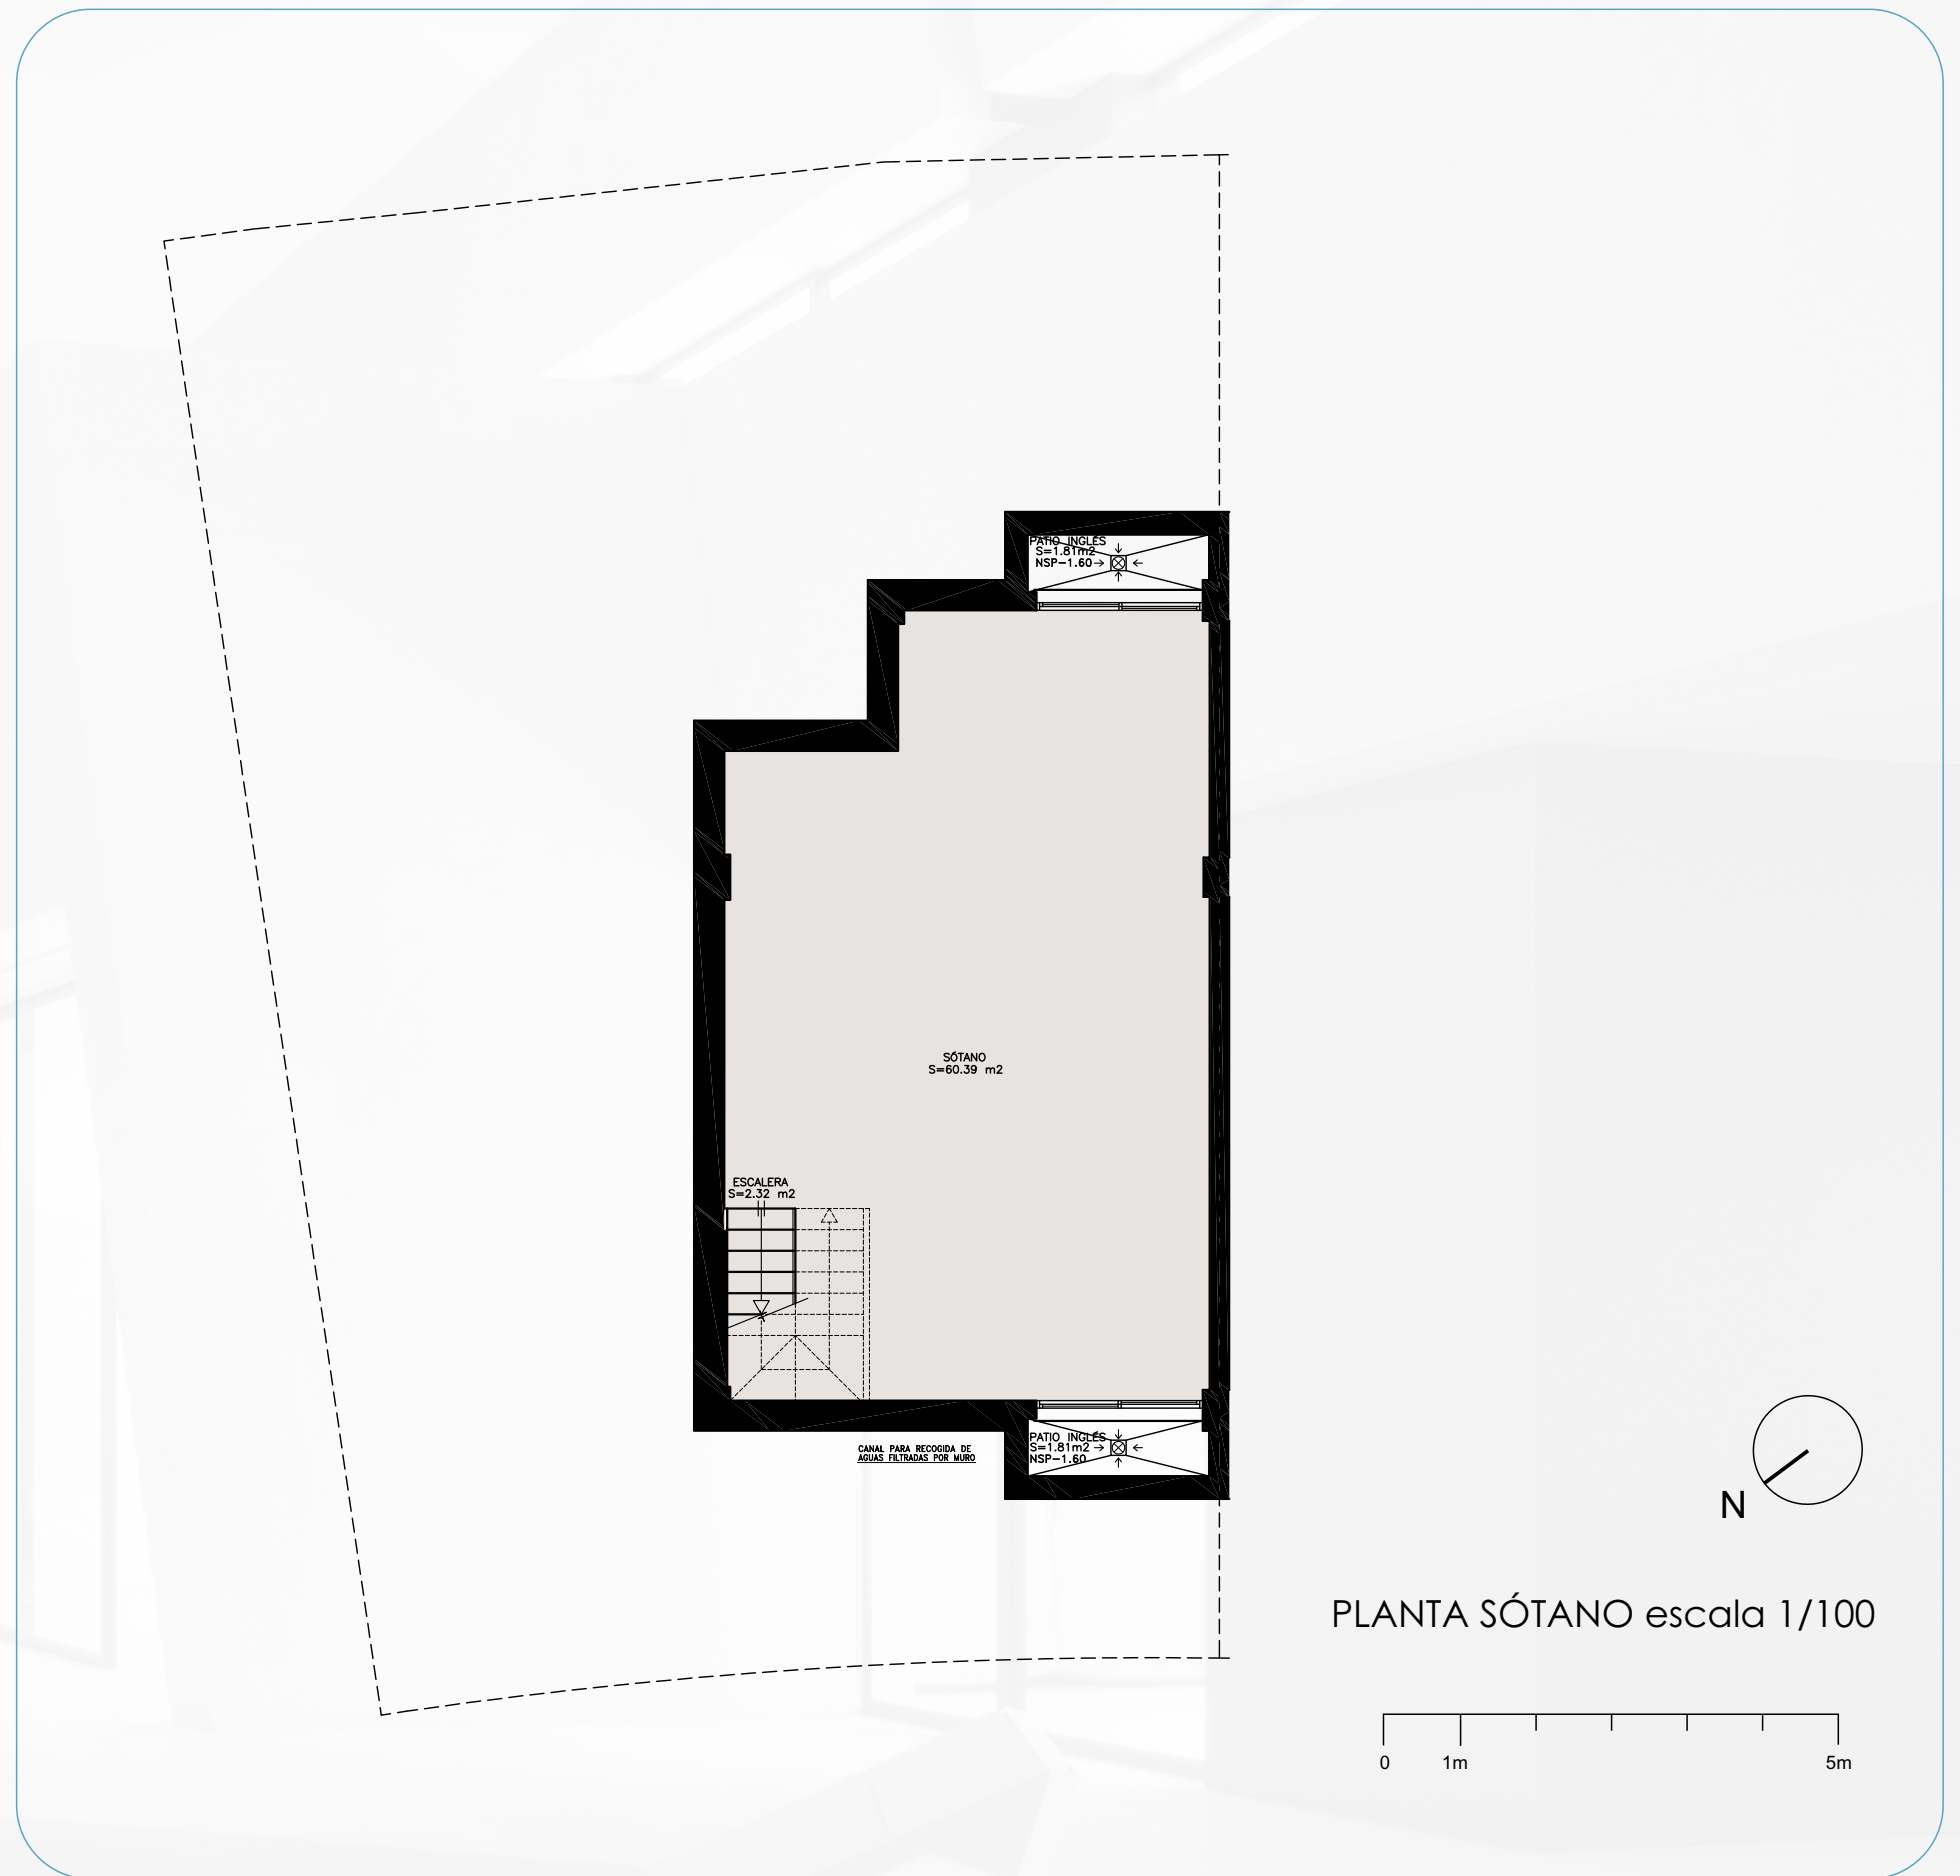 PATIO INGLÉS
S=1.81m2
NSP-1.60
SÓTANO
S=60.39 m2
ESCALERA
S=2.32 m2
PATIO INGLÉS
S=1.81m2
NSP-1.60
CANAL PARA RECOGIDA DE
AGUAS FILTRADAS POR MURO
N
PLANTA SÓTANO escala 1/100
0 1m 5m